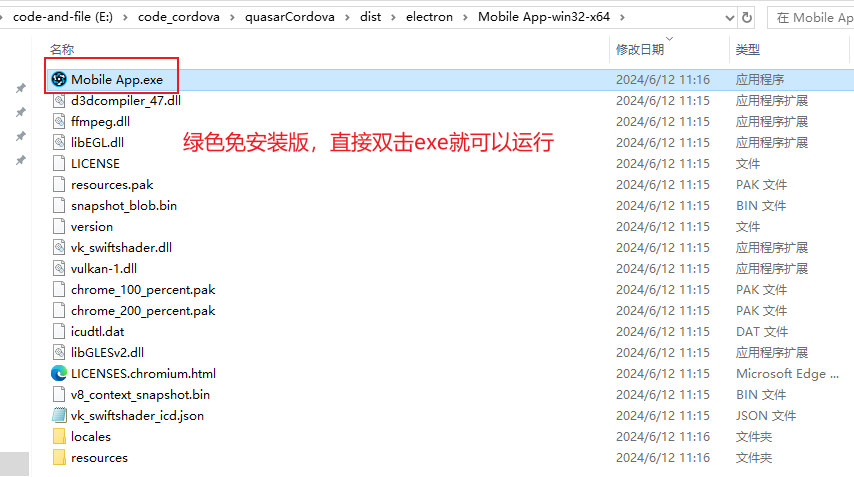 code-and-file (E:) › code_cordova › quasarCordova › dist › electron › Mobile App-win32-x64 › 在 Mobile Ap
名称 修改日期 类型
Mobile App.exe 2024/6/12 11:16 应用程序
d3dcompiler_47.dll 2024/6/12 11:15 应用程序扩展
ffmpeg.dll 2024/6/12 11:15 应用程序扩展
libEGL.dll 2024/6/12 11:15 应用程序扩展
绿色免安装版，直接双击exe就可以运行
LICENSE 2024/6/12 11:15 文件
resources.pak 2024/6/12 11:15 PAK 文件
snapshot_blob.bin 2024/6/12 11:15 BIN 文件
version 2024/6/12 11:15 文件
vk_swiftshader.dll 2024/6/12 11:15 应用程序扩展
vulkan-1.dll 2024/6/12 11:15 应用程序扩展
chrome_100_percent.pak 2024/6/12 11:15 PAK 文件
chrome_200_percent.pak 2024/6/12 11:15 PAK 文件
icudtl.dat 2024/6/12 11:15 DAT 文件
libGLESv2.dll 2024/6/12 11:15 应用程序扩展
LICENSES.chromium.html 2024/6/12 11:15 Microsoft Edge ...
v8_context_snapshot.bin 2024/6/12 11:15 BIN 文件
vk_swiftshader_icd.json 2024/6/12 11:15 JSON 文件
locales 2024/6/12 11:16 文件夹
resources 2024/6/12 11:16 文件夹